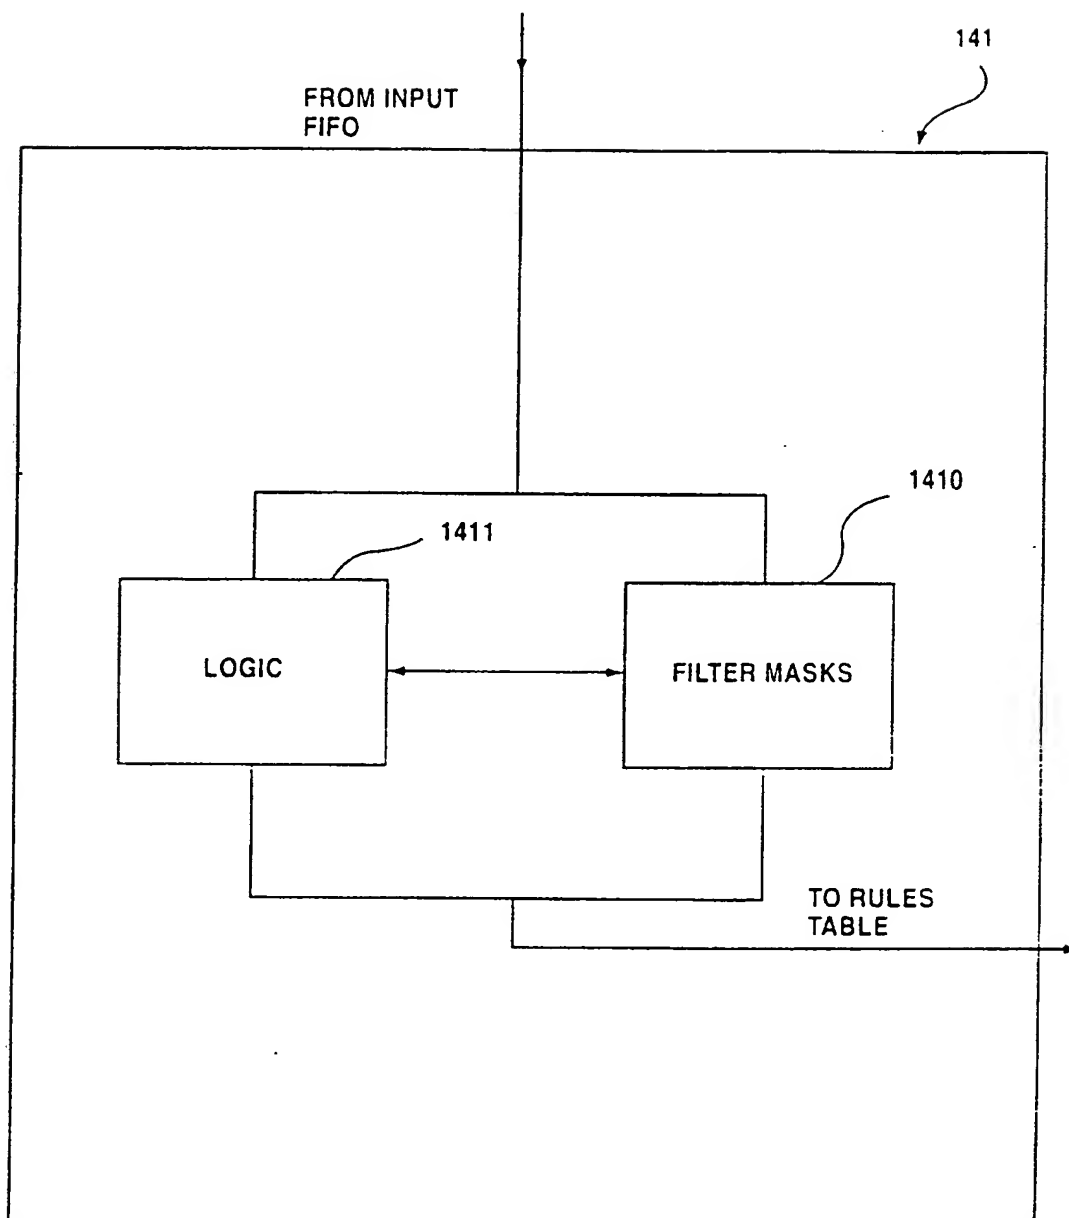 141
FROM INPUT
FIFO
1410
1411
LOGIC
FILTER MASKS
TO RULES
TABLE